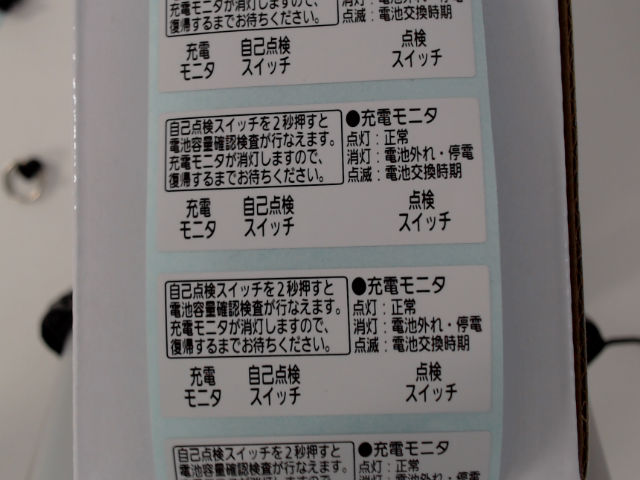 充電モニタが消灯しますので、
復帰するまでお待ちください。
消灯：電池外れ・停電
点滅：電池交換時期
充電 自己点検 点検
モニタ スイッチ スイッチ
自己点検スイッチを2秒押すと
電池容量確認検査が行なえます。
充電モニタが消灯しますので、
復帰するまでお待ちください。
●充電モニタ
点灯：正常
消灯：電池外れ・停電
点滅：電池交換時期
充電 自己点検 点検
モニタ スイッチ スイッチ
自己点検スイッチを2秒押すと
電池容量確認検査が行なえます。
充電モニタが消灯しますので、
復帰するまでお待ちください。
●充電モニタ
点灯：正常
消灯：電池外れ・停電
点滅：電池交換時期
充電 自己点検 点検
モニタ スイッチ スイッチ
自己点検スイッチを2秒押すと
電池容量確認検査が行なえます。
●充電モニタ
点灯：正常
消灯：電池外れ・停電